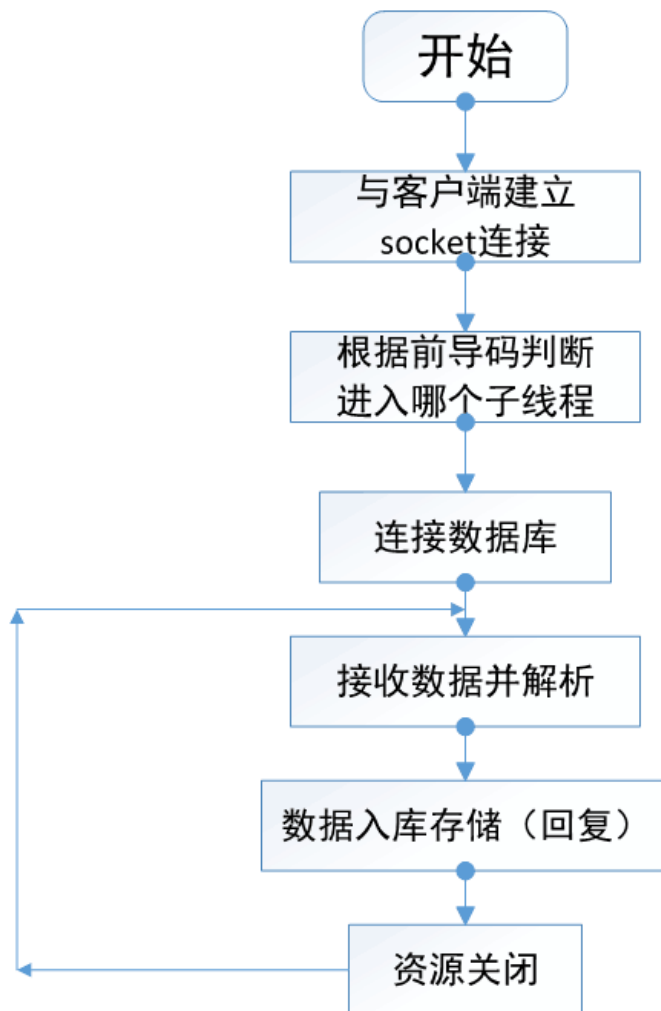 开始
与客户端建立
socket连接
根据前导码判断
进入哪个子线程
连接数据库
接收数据并解析
数据入库存储（回复）
资源关闭